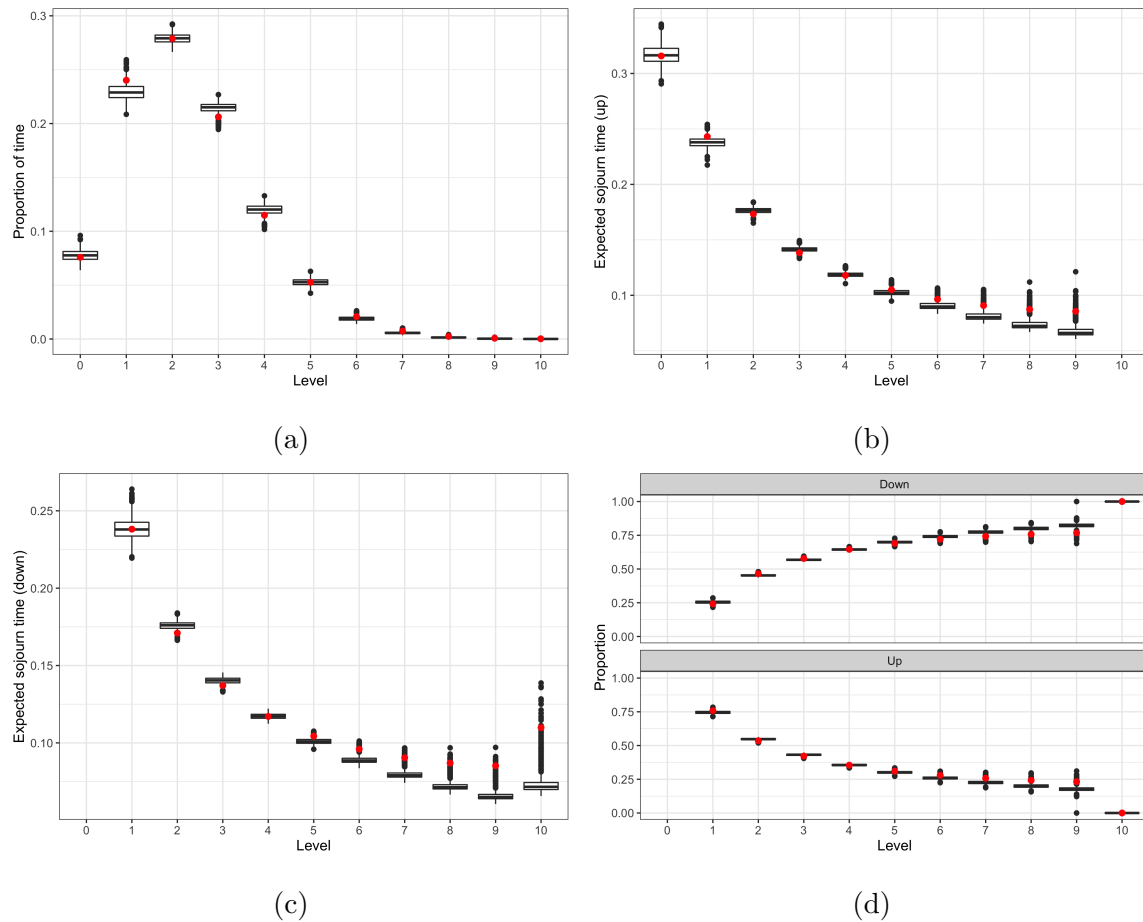 0.3
0.2
0.1
0.0
Proportion of time
0 1 2 3 4 5 6 7 8 9 10
Level
(a)
0.3
0.2
0.1
Expected sojourn time (up)
0 1 2 3 4 5 6 7 8 9 10
Level
(b)
0.25
0.20
0.15
0.10
Expected sojourn time (down)
0 1 2 3 4 5 6 7 8 9 10
Level
(c)
Down
1.00
0.75
0.50
0.25
0.00
Proportion
Up
1.00
0.75
0.50
0.25
0.00
0 1 2 3 4 5 6 7 8 9 10
Level
(d)